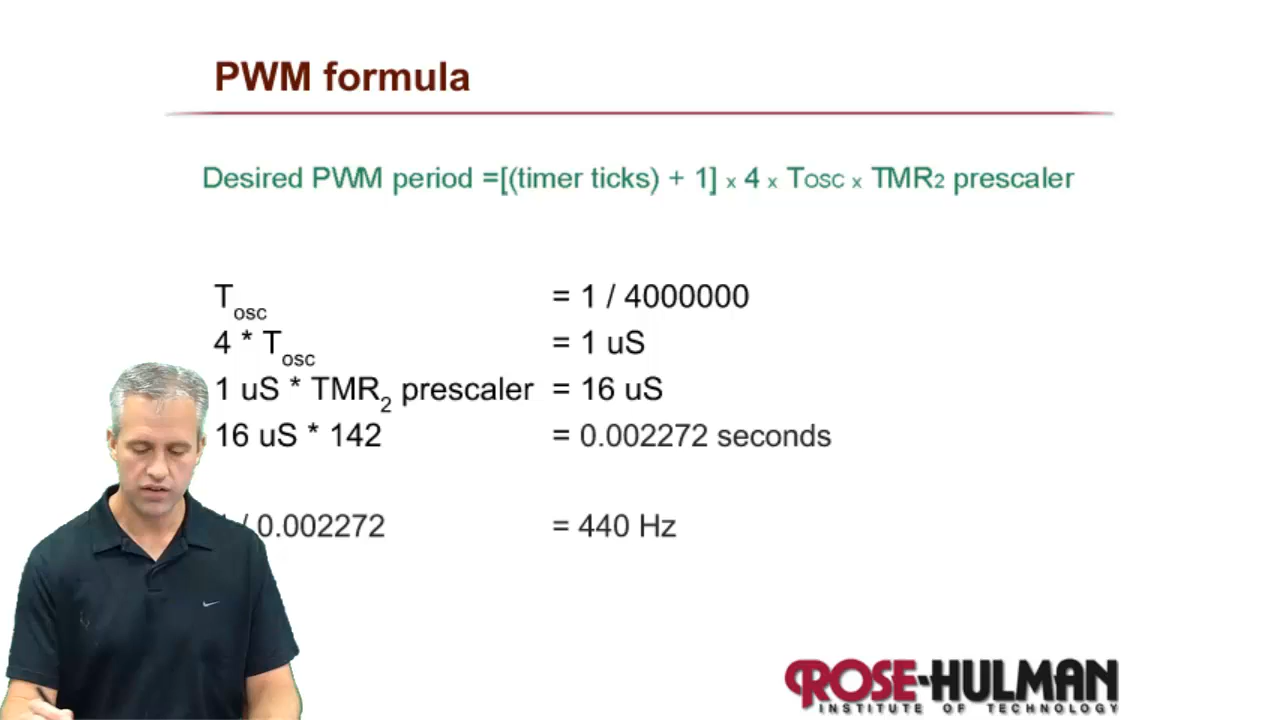 PWM formula
Desired PWM period =[(timer ticks) + 1] x 4 x Tosc x TMR2 prescaler
Tosc = 1 / 4000000
4 * Tosc = 1 uS
1 uS * TMR2 prescaler = 16 uS
16 uS * 142 = 0.002272 seconds
/ 0.002272 = 440 Hz
ROSE-HULMAN
INSTITUTE OF TECHNOLOGY